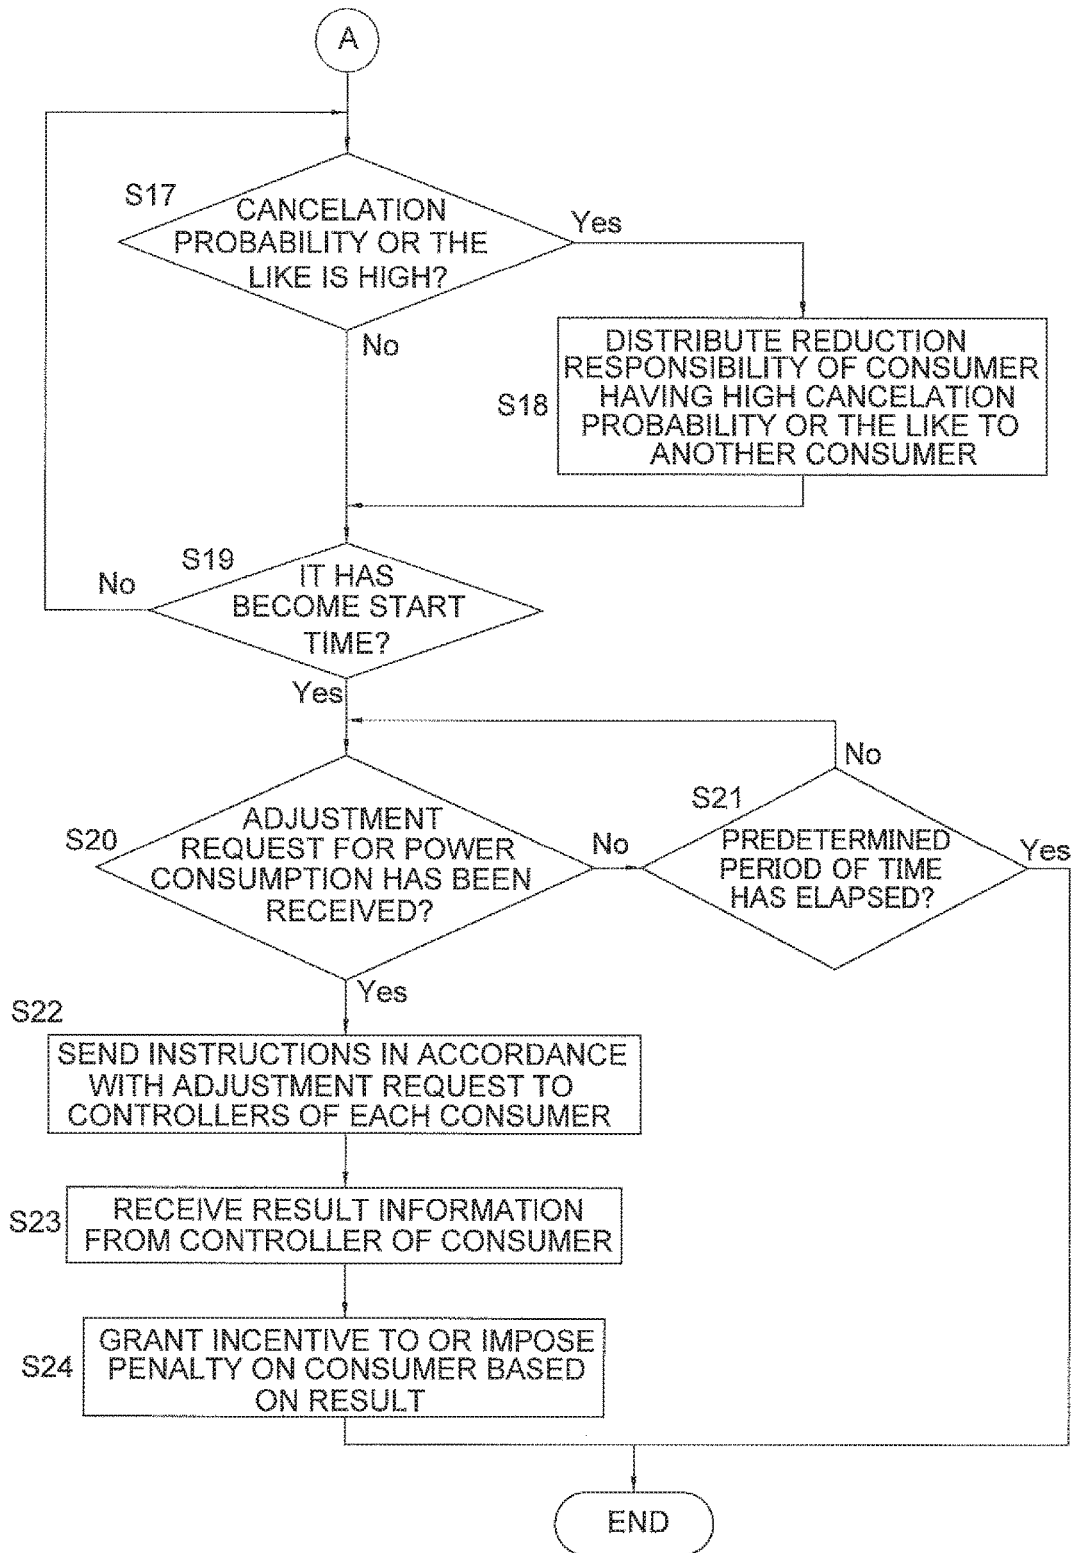 A
S17
CANCELATION
PROBABILITY OR THE
LIKE IS HIGH?
Yes
No
S18
DISTRIBUTE REDUCTION
RESPONSIBILITY OF CONSUMER
HAVING HIGH CANCELATION
PROBABILITY OR THE LIKE TO
ANOTHER CONSUMER
S19
No
IT HAS
BECOME START
TIME?
Yes
S20
ADJUSTMENT
REQUEST FOR POWER
CONSUMPTION HAS BEEN
RECEIVED?
No
Yes
S21
No
PREDETERMINED
PERIOD OF TIME
HAS ELAPSED?
Yes
S22
SEND INSTRUCTIONS IN ACCORDANCE
WITH ADJUSTMENT REQUEST TO
CONTROLLERS OF EACH CONSUMER
S23
RECEIVE RESULT INFORMATION
FROM CONTROLLER OF CONSUMER
S24
GRANT INCENTIVE TO OR IMPOSE
PENALTY ON CONSUMER BASED
ON RESULT
END